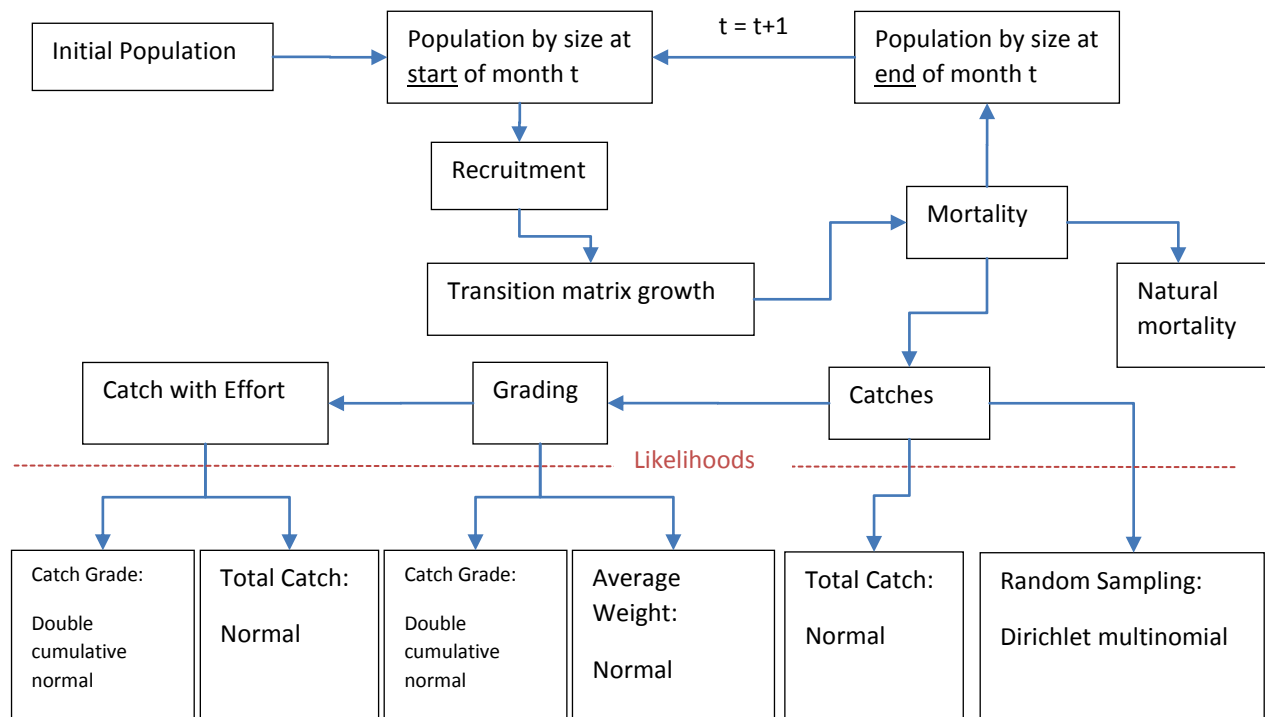 Initial Population
Population by size at
start of month t
t = t+1
Population by size at
end of month t
Recruitment
Mortality
Transition matrix growth
Natural
mortality
Catch with Effort
Grading
Catches
Likelihoods
Catch Grade:
Double
cumulative
normal
Total Catch:
Normal
Catch Grade:
Double
cumulative
normal
Average
Weight:
Normal
Total Catch:
Normal
Random Sampling:
Dirichlet multinomial